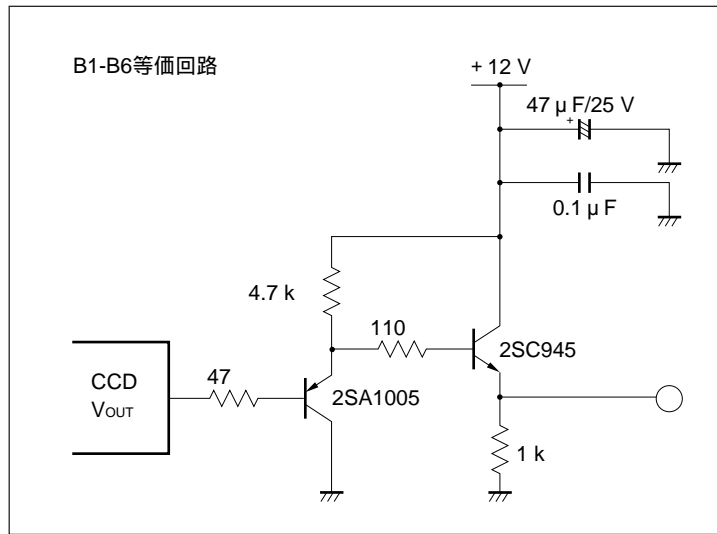 B1-B6等価回路
+ 12 V
47 µ F/25 V
+
0.1 µ F
4.7 k
110
2SC945
CCD
VOUT
47
2SA1005
1 k